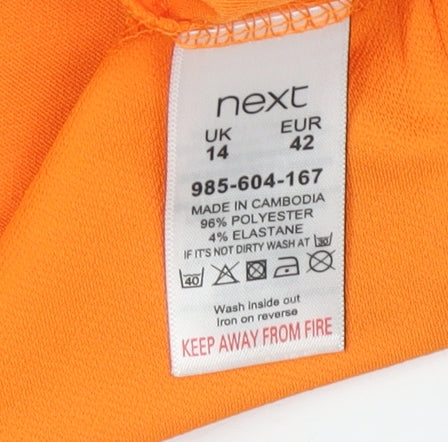 next
UK EUR
14 42
985-604-167
MADE IN CAMBODIA
96% POLYESTER
4% ELASTANE
IF IT'S NOT DIRTY WASH AT 30
40
Wash inside out
iron on reverse
KEEP AWAY FROM FIRE